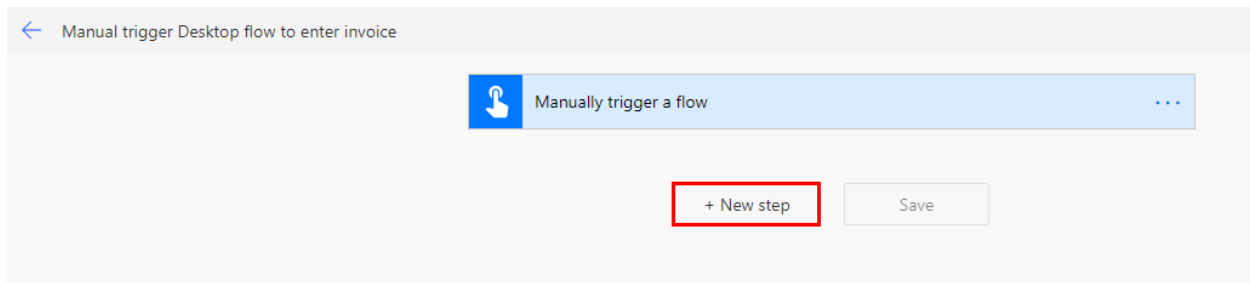 Manual trigger Desktop flow to enter invoice
Manually trigger a flow
+ New step
Save